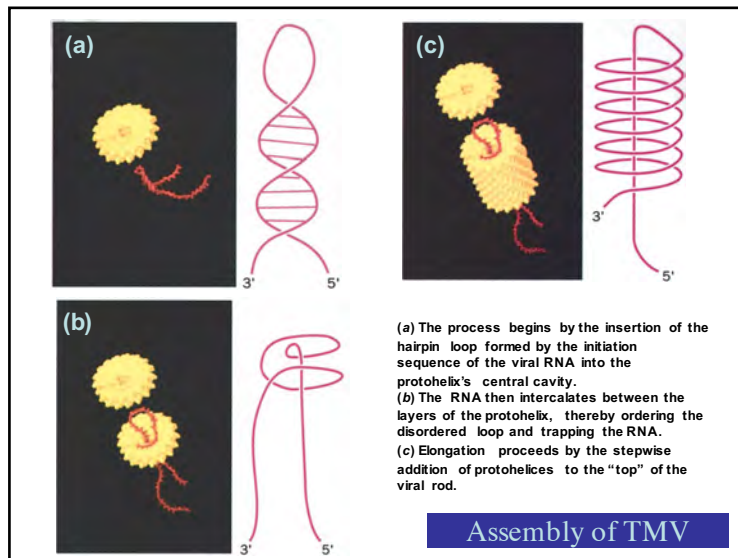 (a)
3'
5'
(b)
3'
5'
(c)
3'
5'
(a) The process begins by the insertion of the
hairpin loop formed by the initiation
sequence of the viral RNA into the
protohelix's central cavity.
(b) The RNA then intercalates between the
layers of the protohelix, thereby ordering the
disordered loop and trapping the RNA.
(c) Elongation proceeds by the stepwise
addition of protohelices to the “top” of the
viral rod.
Assembly of TMV